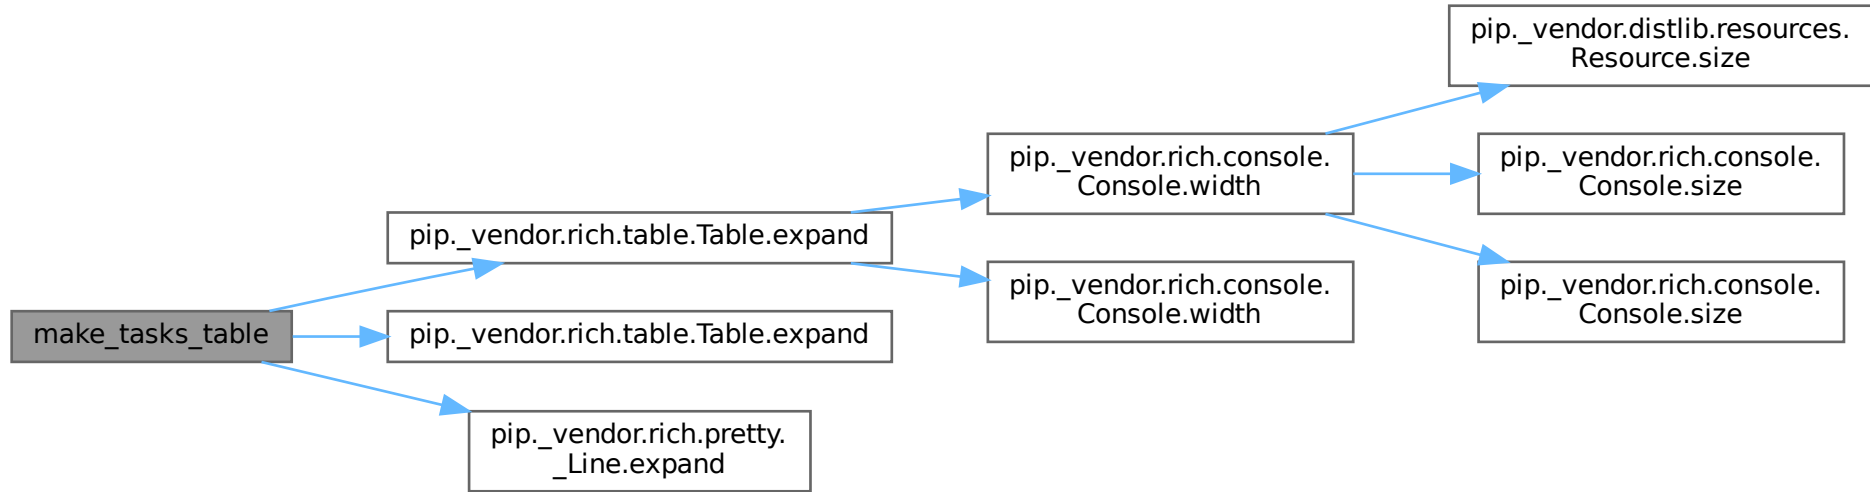 make_tasks_table
pip._vendor.rich.table.Table.expand
pip._vendor.rich.console.
Console.width
pip._vendor.distlib.resources.
Resource.size
pip._vendor.rich.console.
Console.size
pip._vendor.rich.console.
Console.size
pip._vendor.rich.console.
Console.width
pip._vendor.rich.table.Table.expand
pip._vendor.rich.pretty.
_Line.expand